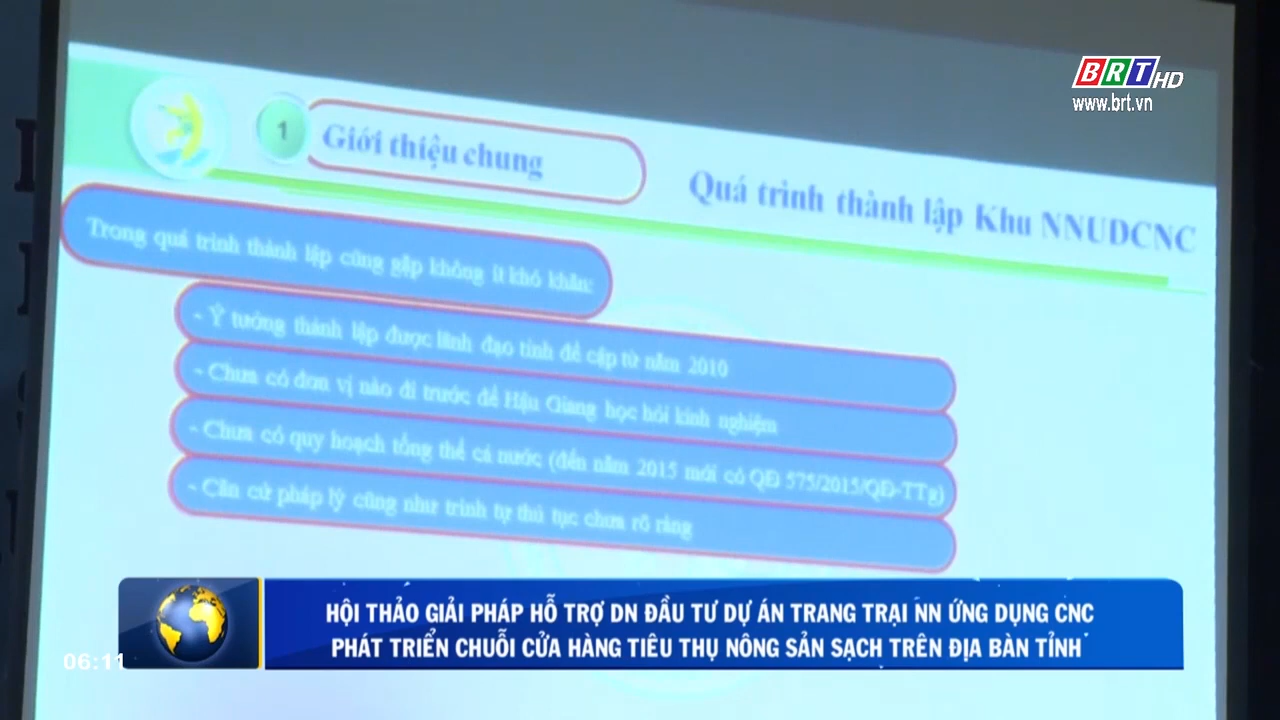 BRT HD
www.brt.vn
1
Giới thiệu chung
Quá trình thành lập Khu NNUDCNC
Trong quá trình thành lập cũng gặp không ít khó khăn:
- Ý tưởng thành lập được lãnh đạo tỉnh đề cập từ năm 2010
- Chưa có đơn vị nào đi trước để Hậu Giang học hỏi kinh nghiệm
- Chưa có quy hoạch tổng thể cả nước (đến năm 2015 mới có QĐ 575/2015/QĐ-TTg)
- Căn cứ pháp lý cũng như trình tự thủ tục chưa rõ ràng
HỘI THẢO GIẢI PHÁP HỖ TRỢ DN ĐẦU TƯ DỰ ÁN TRANG TRẠI NN ỨNG DỤNG CNC
PHÁT TRIỂN CHUỖI CỬA HÀNG TIÊU THỤ NÔNG SẢN SẠCH TRÊN ĐỊA BÀN TỈNH
06:11